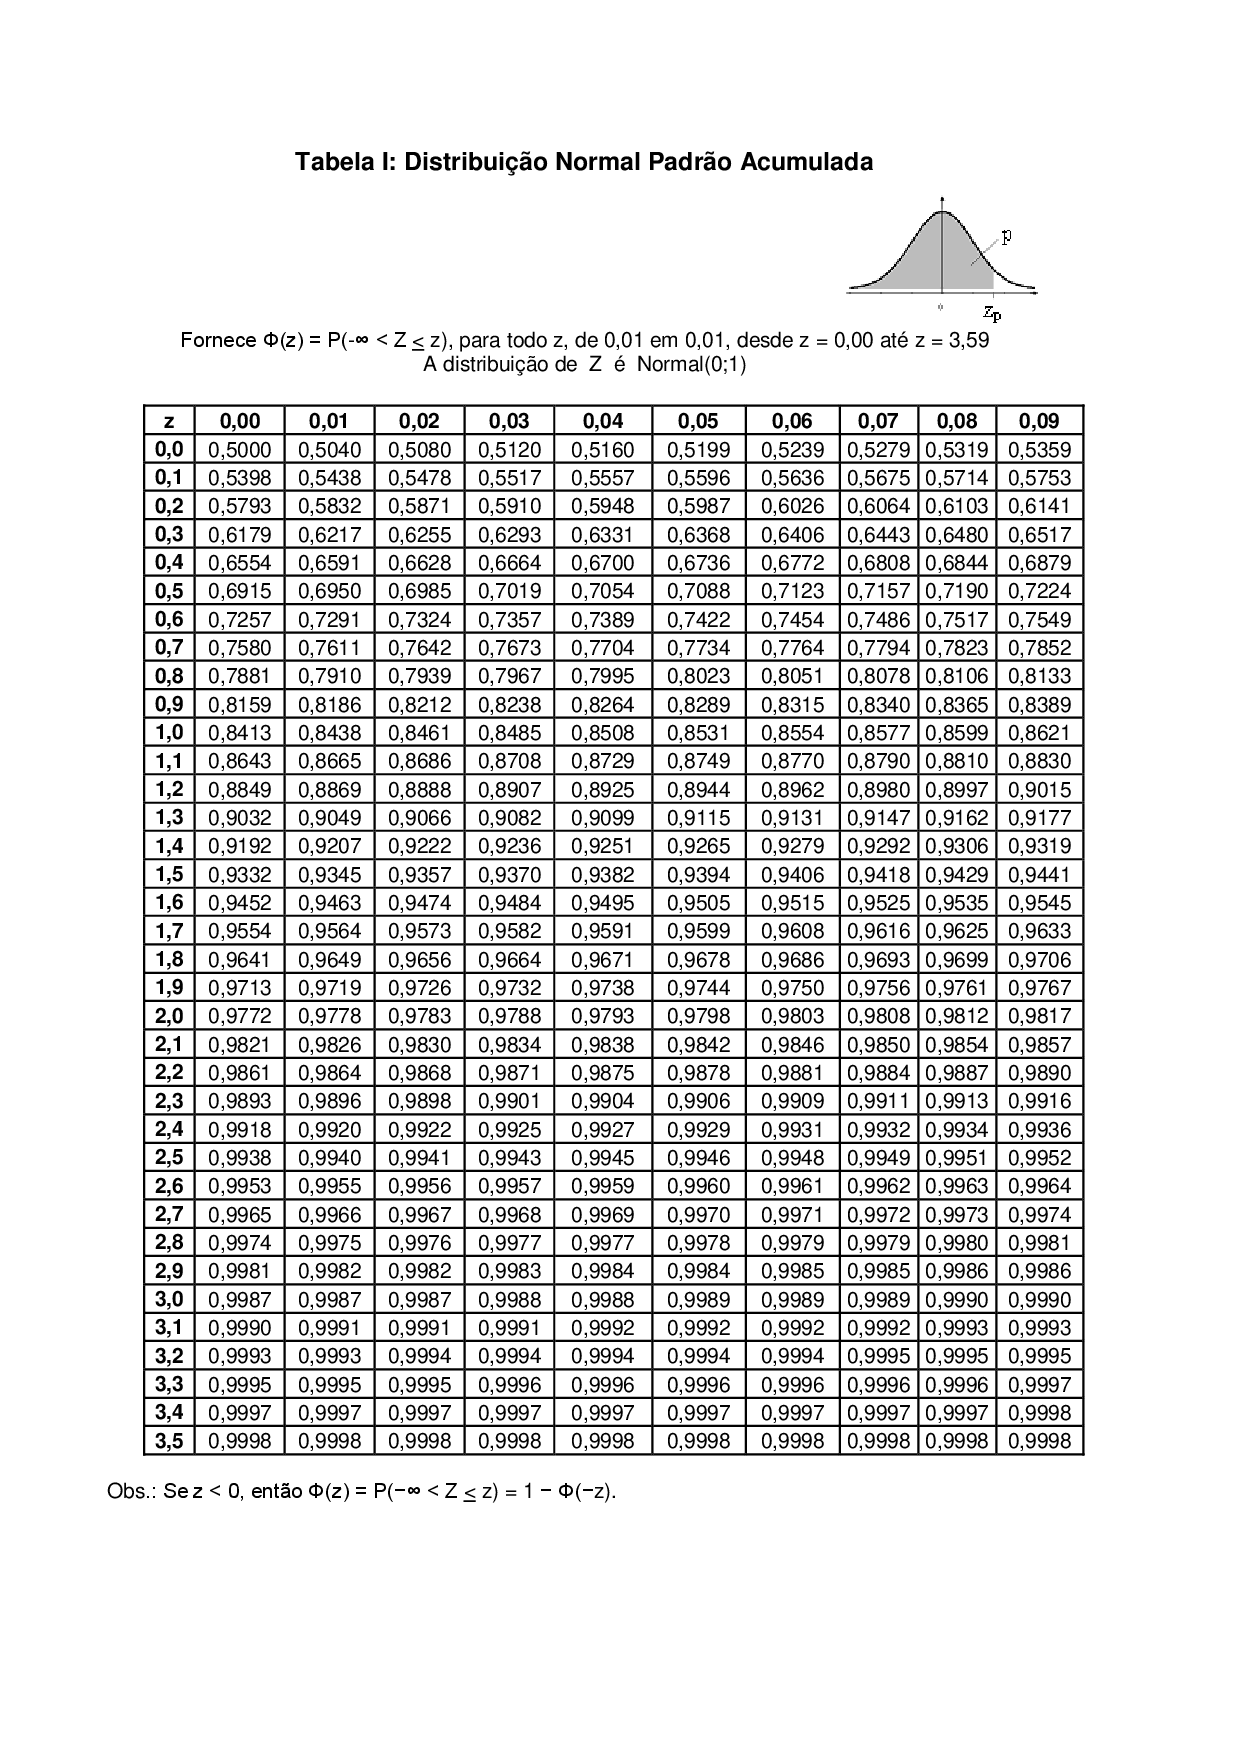 Tabela I: Distribuição Normal Padrão Acumulada
p
zp
Fornece Φ(z) = P(-∞ < Z ≤ z), para todo z, de 0,01 em 0,01, desde z = 0,00 até z = 3,59
A distribuição de Z é Normal(0;1)
z 0,00 0,01 0,02 0,03 0,04 0,05 0,06 0,07 0,08 0,09
0,0 0,5000 0,5040 0,5080 0,5120 0,5160 0,5199 0,5239 0,5279 0,5319 0,5359
0,1 0,5398 0,5438 0,5478 0,5517 0,5557 0,5596 0,5636 0,5675 0,5714 0,5753
0,2 0,5793 0,5832 0,5871 0,5910 0,5948 0,5987 0,6026 0,6064 0,6103 0,6141
0,3 0,6179 0,6217 0,6255 0,6293 0,6331 0,6368 0,6406 0,6443 0,6480 0,6517
0,4 0,6554 0,6591 0,6628 0,6664 0,6700 0,6736 0,6772 0,6808 0,6844 0,6879
0,5 0,6915 0,6950 0,6985 0,7019 0,7054 0,7088 0,7123 0,7157 0,7190 0,7224
0,6 0,7257 0,7291 0,7324 0,7357 0,7389 0,7422 0,7454 0,7486 0,7517 0,7549
0,7 0,7580 0,7611 0,7642 0,7673 0,7704 0,7734 0,7764 0,7794 0,7823 0,7852
0,8 0,7881 0,7910 0,7939 0,7967 0,7995 0,8023 0,8051 0,8078 0,8106 0,8133
0,9 0,8159 0,8186 0,8212 0,8238 0,8264 0,8289 0,8315 0,8340 0,8365 0,8389
1,0 0,8413 0,8438 0,8461 0,8485 0,8508 0,8531 0,8554 0,8577 0,8599 0,8621
1,1 0,8643 0,8665 0,8686 0,8708 0,8729 0,8749 0,8770 0,8790 0,8810 0,8830
1,2 0,8849 0,8869 0,8888 0,8907 0,8925 0,8944 0,8962 0,8980 0,8997 0,9015
1,3 0,9032 0,9049 0,9066 0,9082 0,9099 0,9115 0,9131 0,9147 0,9162 0,9177
1,4 0,9192 0,9207 0,9222 0,9236 0,9251 0,9265 0,9279 0,9292 0,9306 0,9319
1,5 0,9332 0,9345 0,9357 0,9370 0,9382 0,9394 0,9406 0,9418 0,9429 0,9441
1,6 0,9452 0,9463 0,9474 0,9484 0,9495 0,9505 0,9515 0,9525 0,9535 0,9545
1,7 0,9554 0,9564 0,9573 0,9582 0,9591 0,9599 0,9608 0,9616 0,9625 0,9633
1,8 0,9641 0,9649 0,9656 0,9664 0,9671 0,9678 0,9686 0,9693 0,9699 0,9706
1,9 0,9713 0,9719 0,9726 0,9732 0,9738 0,9744 0,9750 0,9756 0,9761 0,9767
2,0 0,9772 0,9778 0,9783 0,9788 0,9793 0,9798 0,9803 0,9808 0,9812 0,9817
2,1 0,9821 0,9826 0,9830 0,9834 0,9838 0,9842 0,9846 0,9850 0,9854 0,9857
2,2 0,9861 0,9864 0,9868 0,9871 0,9875 0,9878 0,9881 0,9884 0,9887 0,9890
2,3 0,9893 0,9896 0,9898 0,9901 0,9904 0,9906 0,9909 0,9911 0,9913 0,9916
2,4 0,9918 0,9920 0,9922 0,9925 0,9927 0,9929 0,9931 0,9932 0,9934 0,9936
2,5 0,9938 0,9940 0,9941 0,9943 0,9945 0,9946 0,9948 0,9949 0,9951 0,9952
2,6 0,9953 0,9955 0,9956 0,9957 0,9959 0,9960 0,9961 0,9962 0,9963 0,9964
2,7 0,9965 0,9966 0,9967 0,9968 0,9969 0,9970 0,9971 0,9972 0,9973 0,9974
2,8 0,9974 0,9975 0,9976 0,9977 0,9977 0,9978 0,9979 0,9979 0,9980 0,9981
2,9 0,9981 0,9982 0,9982 0,9983 0,9984 0,9984 0,9985 0,9985 0,9986 0,9986
3,0 0,9987 0,9987 0,9987 0,9988 0,9988 0,9989 0,9989 0,9989 0,9990 0,9990
3,1 0,9990 0,9991 0,9991 0,9991 0,9992 0,9992 0,9992 0,9992 0,9993 0,9993
3,2 0,9993 0,9993 0,9994 0,9994 0,9994 0,9994 0,9994 0,9995 0,9995 0,9995
3,3 0,9995 0,9995 0,9995 0,9996 0,9996 0,9996 0,9996 0,9996 0,9996 0,9997
3,4 0,9997 0,9997 0,9997 0,9997 0,9997 0,9997 0,9997 0,9997 0,9997 0,9998
3,5 0,9998 0,9998 0,9998 0,9998 0,9998 0,9998 0,9998 0,9998 0,9998 0,9998
Obs.: Se z < 0, então Φ(z) = P(−∞ < Z ≤ z) = 1 − Φ(−z).